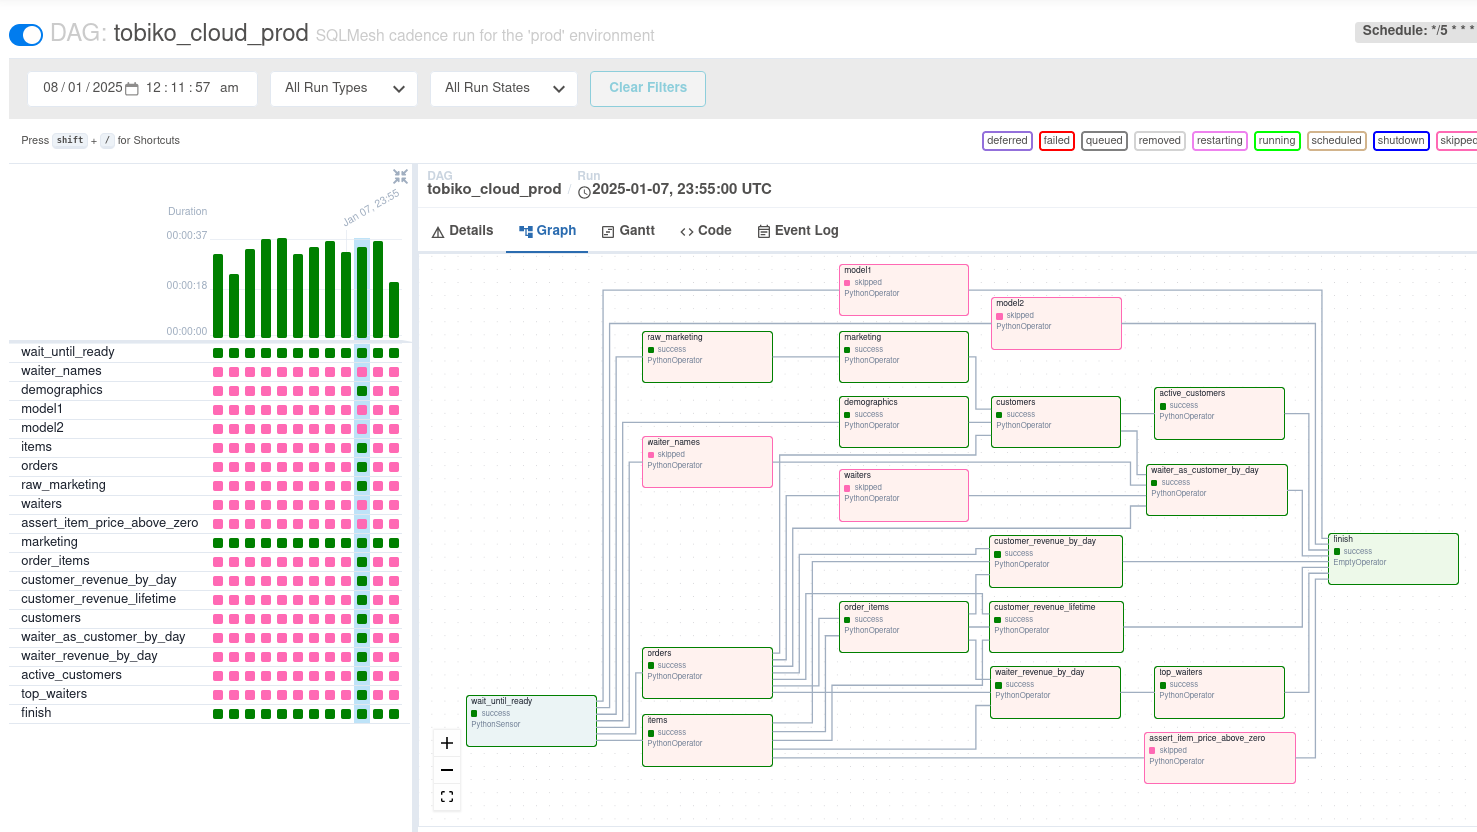 DAG: tobiko_cloud_prod SQLMesh cadence run for the 'prod' environment
Schedule: */5 * * *
08 / 01 / 2025 12 : 11 : 57 am
All Run Types
All Run States
Clear Filters
Press shift + / for Shortcuts
deferred
failed
queued
removed
restarting
running
scheduled
shutdown
skipped
Duration
Jan 07, 23:55
00:00:37
00:00:18
00:00:00
wait_until_ready
waiter_names
demographics
model1
model2
items
orders
raw_marketing
waiters
assert_item_price_above_zero
marketing
order_items
customer_revenue_by_day
customer_revenue_lifetime
customers
waiter_as_customer_by_day
waiter_revenue_by_day
active_customers
top_waiters
finish
DAG
tobiko_cloud_prod
/
Run
2025-01-07, 23:55:00 UTC
Details
Graph
Gantt
Code
Event Log
model1
skipped
PythonOperator
model2
skipped
PythonOperator
raw_marketing
success
PythonOperator
marketing
success
PythonOperator
demographics
success
PythonOperator
customers
success
PythonOperator
active_customers
success
PythonOperator
waiter_names
skipped
PythonOperator
waiters
skipped
PythonOperator
waiter_as_customer_by_day
success
PythonOperator
customer_revenue_by_day
success
PythonOperator
finish
success
EmptyOperator
order_items
success
PythonOperator
customer_revenue_lifetime
success
PythonOperator
orders
success
PythonOperator
waiter_revenue_by_day
success
PythonOperator
top_waiters
success
PythonOperator
wait_until_ready
success
PythonSensor
items
success
PythonOperator
assert_item_price_above_zero
skipped
PythonOperator